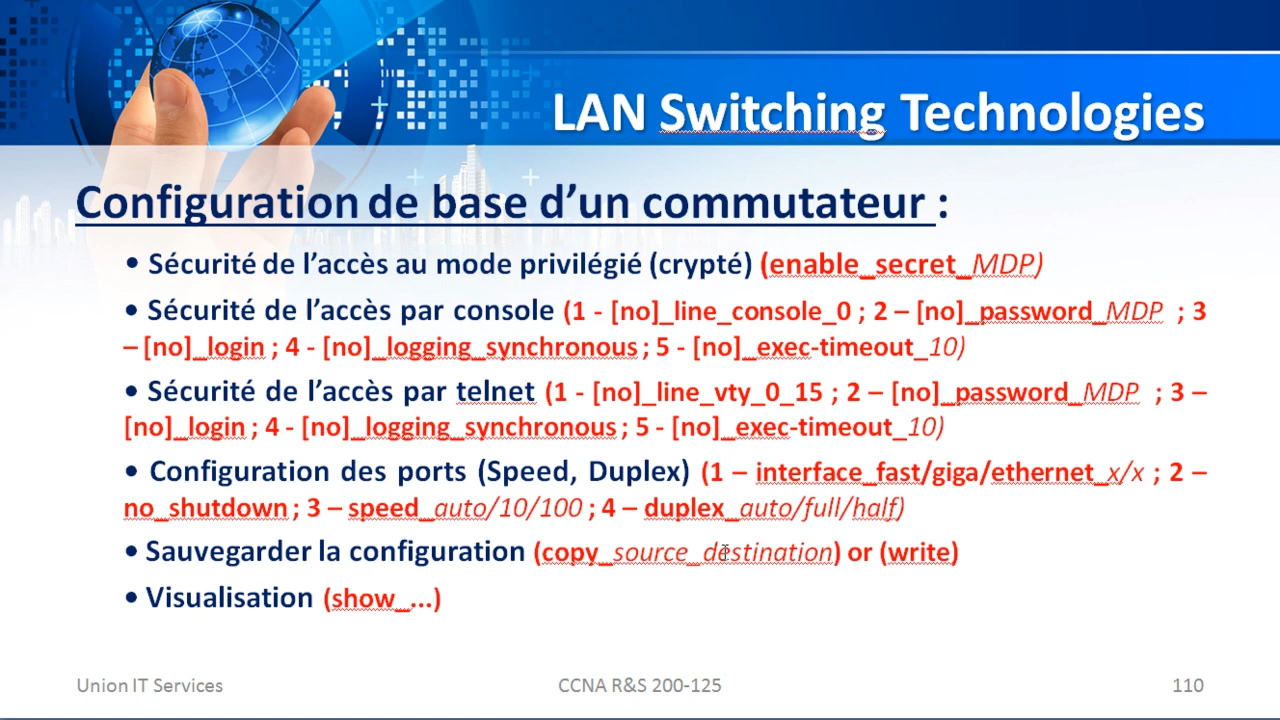 LAN Switching Technologies
Configuration de base d’un commutateur :
• Sécurité de l’accès au mode privilégié (crypté) (enable_secret_MDP)
• Sécurité de l’accès par console (1 - [no]_line_console_0 ; 2 – [no]_password_MDP ; 3
– [no]_login ; 4 - [no]_logging_synchronous ; 5 - [no]_exec-timeout_10)
• Sécurité de l’accès par telnet (1 - [no]_line_vty_0_15 ; 2 – [no]_password_MDP ; 3 –
[no]_login ; 4 - [no]_logging_synchronous ; 5 - [no]_exec-timeout_10)
• Configuration des ports (Speed, Duplex) (1 – interface_fast/giga/ethernet_x/x ; 2 –
no_shutdown ; 3 – speed_auto/10/100 ; 4 – duplex_auto/full/half)
• Sauvegarder la configuration (copy_source_destination) or (write)
• Visualisation (show_...)
Union IT Services
CCNA R&S 200-125
110